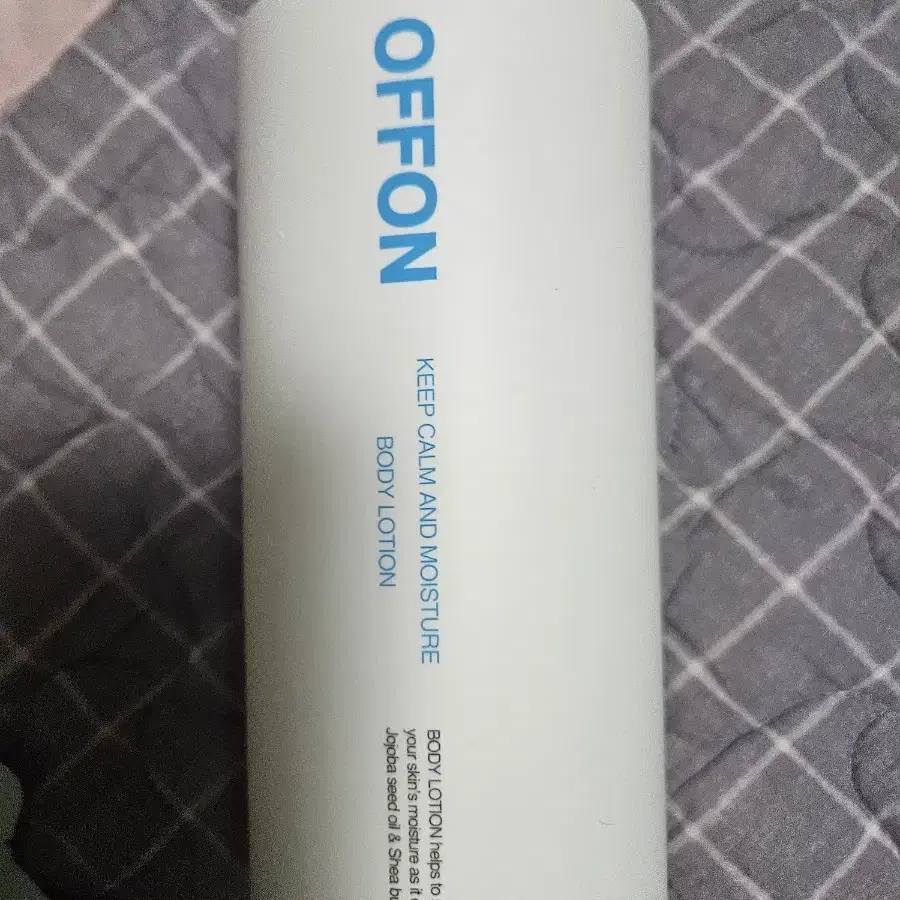 OFFON
KEEP CALM AND MOISTURE
BODY LOTION
BODY LOTION helps to
your skin's moisture as it
Jojoba seed oil & Shea